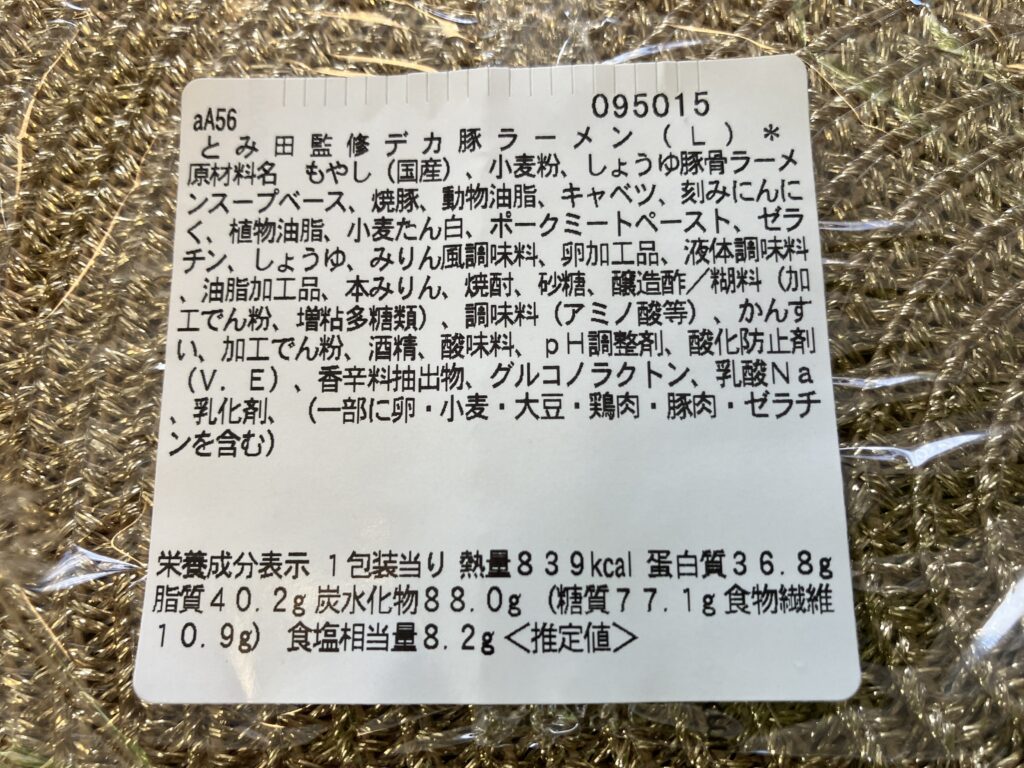 aA56 095015
とみ田監修デカ豚ラーメン（L）＊
原材料名　もやし（国産）、小麦粉、しょうゆ豚骨ラーメ
ンスープベース、焼豚、動物油脂、キャベツ、刻みにんに
く、植物油脂、小麦たん白、ポークミートペースト、ゼラ
チン、しょうゆ、みりん風調味料、卵加工品、液体調味料
、油脂加工品、本みりん、焼酎、砂糖、醸造酢／糊料（加
工でん粉、増粘多糖類）、調味料（アミノ酸等）、かんす
い、加工でん粉、酒精、酸味料、ｐＨ調整剤、酸化防止剤
（Ｖ．Ｅ）、香辛料抽出物、グルコノラクトン、乳酸Ｎａ
、乳化剤、（一部に卵・小麦・大豆・鶏肉・豚肉・ゼラチ
ンを含む）
栄養成分表示 １包装当り 熱量８３９kcal 蛋白質３６.８g
脂質４０.２g 炭水化物８８.０g （糖質７７.１g 食物繊維
１０.９g） 食塩相当量８.２g ＜推定値＞